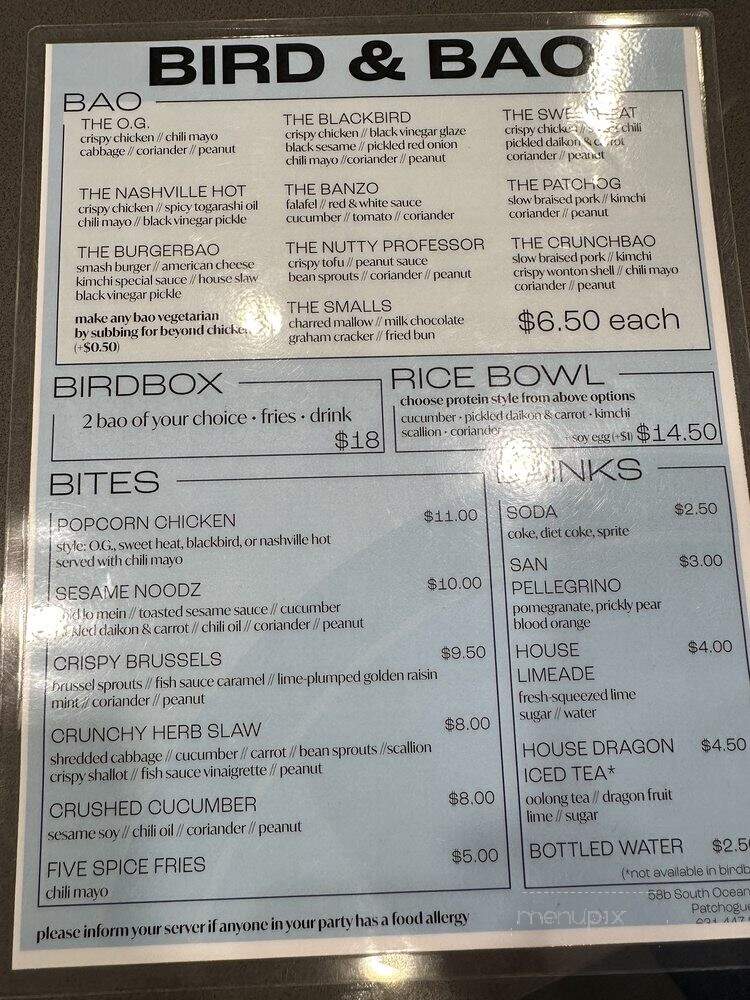 BIRD & BAO
BAO
THE O.G.
crispy chicken // chili mayo
cabbage // coriander // peanut
THE NASHVILLE HOT
crispy chicken // spicy togarashi oil
chili mayo // black vinegar pickle
THE BURGERBAO
smash burger // american cheese
kimchi special sauce // house slaw
black vinegar pickle
make any bao vegetarian
by subbing for beyond
(+$0.50)
THE BLACKBIRD
crispy chicken // black vinegar glaze
black sesame // pickled red onion
chili mayo //coriander // peanut
THE BANZO
falafel // red & white sauce
cucumber // tomato // coriander
THE NUTTY PROFESSOR
crispy tofu // peanut sauce
bean sprouts // coriander // peanut
THE SMALLS
charred mallow // milk chocolate
graham cracker // fried bun
THE
crispy chicken // chili
pickled daikon &
coriander // peanut
THE PATCHOG
slow braised pork // kimchi
coriander // peanut
THE CRUNCHBAO
slow braised pork // kimchi
crispy wonton shell // chili mayo
coriander // peanut
$6.50 each
BIRDBOX
2 bao of your choice • fries • drink
$18
RICE BOWL
choose protein style from above options
cucumber • pickled daikon & carrot • kimchi
scallion • coriander
+soy egg (+$1) $14.50
BITES
POPCORN CHICKEN $11.00
style: O.G., sweet heat, blackbird, or nashville hot
served with chili mayo
SESAME NOODZ $10.00
lo mein // toasted sesame sauce // cucumber
daikon & carrot // chili oil // coriander // peanut
CRISPY BRUSSELS $9.50
brussel sprouts // fish sauce caramel // lime-plumped golden raisin
mint // coriander // peanut
CRUNCHY HERB SLAW $8.00
shredded cabbage // cucumber // carrot // bean sprouts //scallion
crispy shallot // fish sauce vinaigrette // peanut
CRUSHED CUCUMBER $8.00
sesame soy // chili oil // coriander // peanut
FIVE SPICE FRIES $5.00
chili mayo
please inform your server if anyone in your party has a food allergy
DRINKS
SODA $2.50
coke, diet coke, sprite
SAN $3.00
PELLEGRINO
pomegranate, prickly pear
blood orange
HOUSE $4.00
LIMEADE
fresh-squeezed lime
sugar // water
HOUSE DRAGON $4.50
ICED TEA*
oolong tea // dragon fruit
lime // sugar
BOTTLED WATER $2.5
(*not available in birdb
58b South Ocean
Patchogue
menupix